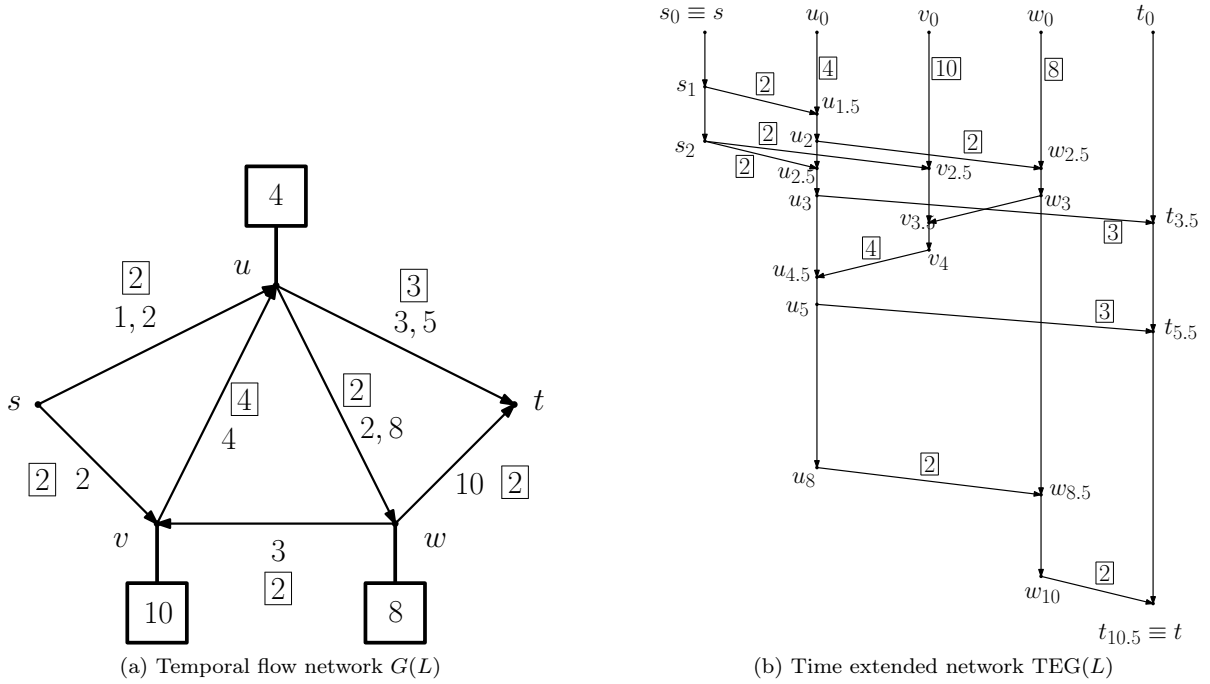 4
u
2
1, 2
3
3, 5
4
4
2
2, 8
s
t
2 2
10 2
v
3
w
2
10
8
(a) Temporal flow network G(L)
s₀ ≡ s
u₀
v₀
w₀
t₀
4
10
8
s₁
2
u₁.₅
s₂
2
u₂
2
w₂.₅
2
u₂.₅
v₂.₅
u₃
v₃.₅
w₃
3
t₃.₅
u₄.₅
4
v₄
u₅
3
t₅.₅
u₈
2
w₈.₅
w₁₀
2
t₁₀.₅ ≡ t
(b) Time extended network TEG(L)